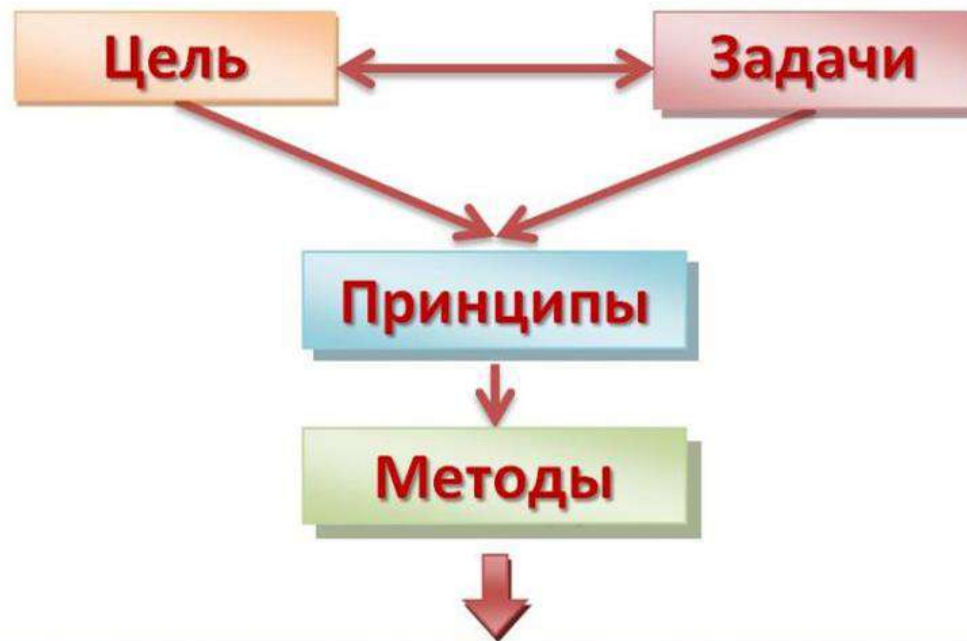 Цель
Задачи
Принципы
Методы